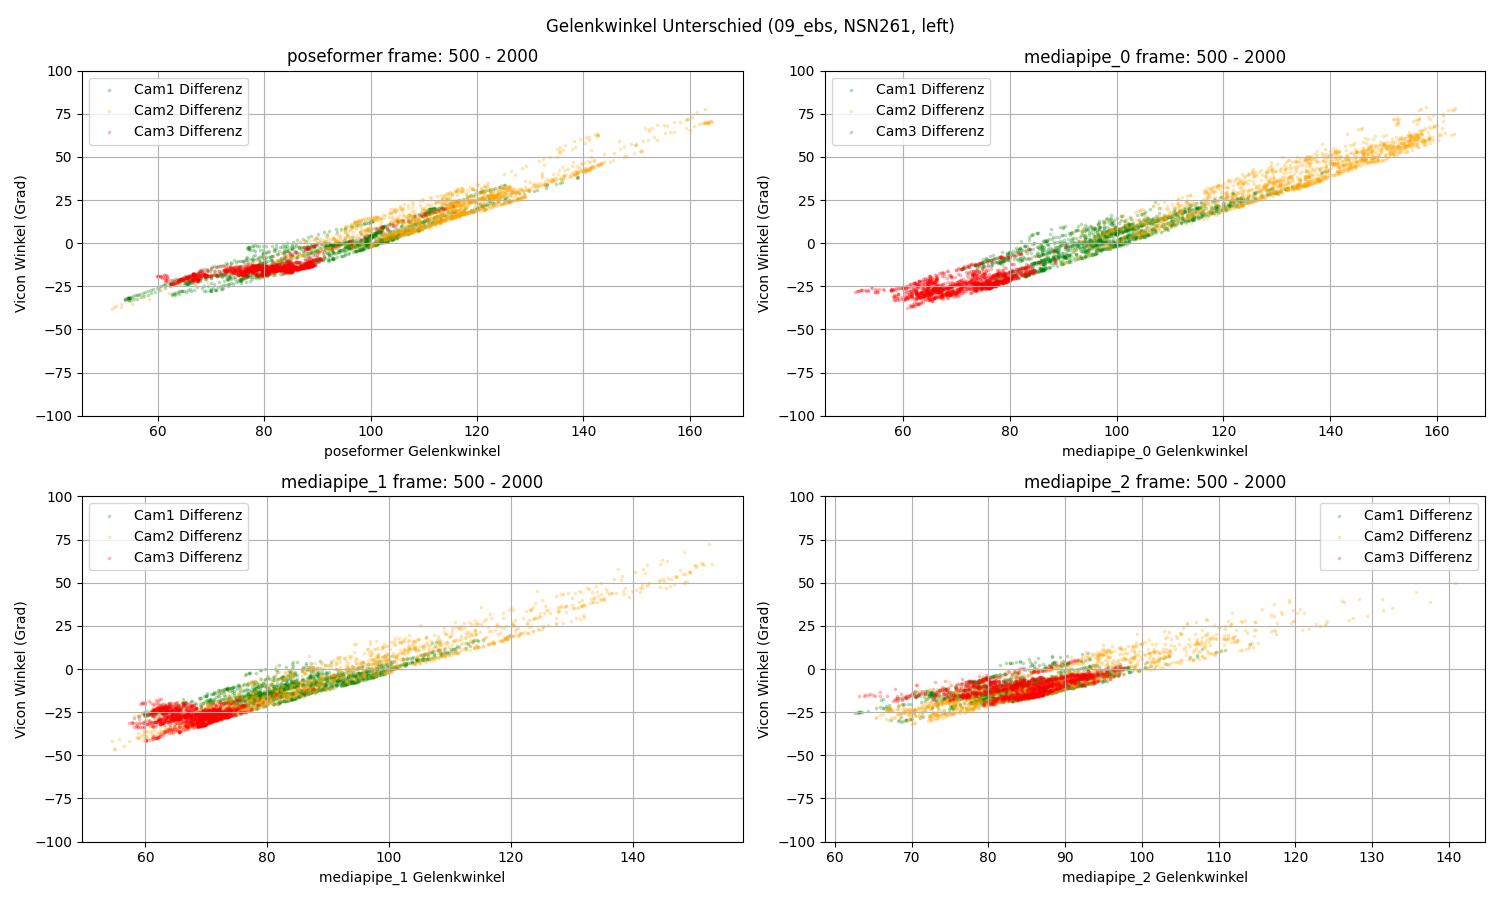 Gelenkwinkel Unterschied (09_ebs, NSN261, left)
poseformer frame: 500 - 2000
Cam1 Differenz
Cam2 Differenz
Cam3 Differenz
Vicon Winkel (Grad)
100
75
50
25
0
−25
−50
−75
−100
60
80
100
120
140
160
poseformer Gelenkwinkel
mediapipe_0 frame: 500 - 2000
Cam1 Differenz
Cam2 Differenz
Cam3 Differenz
Vicon Winkel (Grad)
100
75
50
25
0
−25
−50
−75
−100
60
80
100
120
140
160
mediapipe_0 Gelenkwinkel
mediapipe_1 frame: 500 - 2000
Cam1 Differenz
Cam2 Differenz
Cam3 Differenz
Vicon Winkel (Grad)
100
75
50
25
0
−25
−50
−75
−100
60
80
100
120
140
mediapipe_1 Gelenkwinkel
mediapipe_2 frame: 500 - 2000
Cam1 Differenz
Cam2 Differenz
Cam3 Differenz
Vicon Winkel (Grad)
100
75
50
25
0
−25
−50
−75
−100
60
70
80
90
100
110
120
130
140
mediapipe_2 Gelenkwinkel